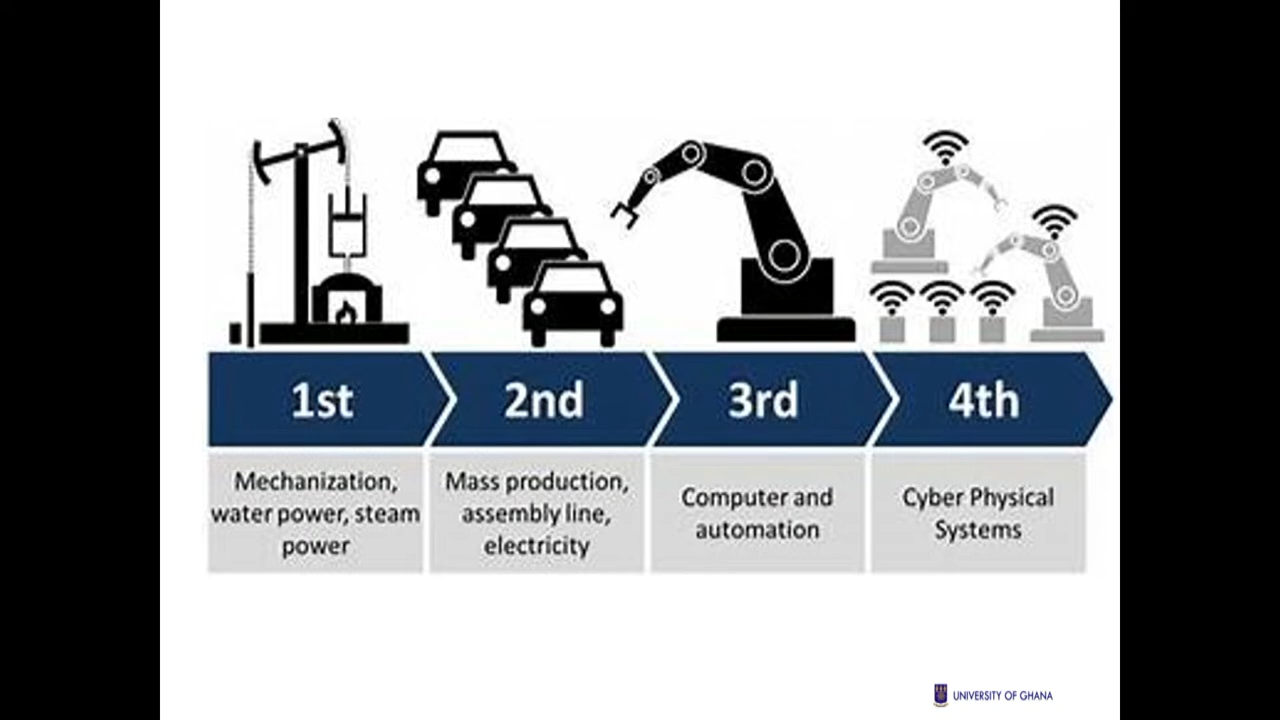 1st
2nd
3rd
4th
Mechanization,
water power, steam
power
Mass production,
assembly line,
electricity
Computer and
automation
Cyber Physical
Systems
UNIVERSITY OF GHANA